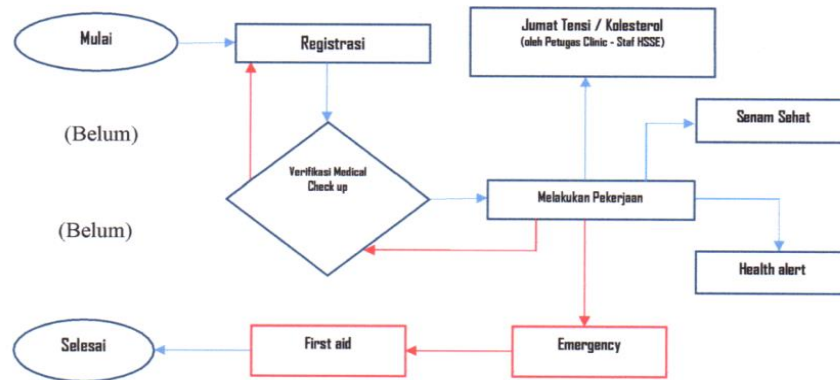 Mulai
Registrasi
Jumat Tensi / Kolesterol
(oleh Petugas Clinic - Staf HSSE)
Senam Sehat
(Belum)
Verifikasi Medical
Check up
Melakukan Pekerjaan
(Belum)
Health alert
Selesai
First aid
Emergency